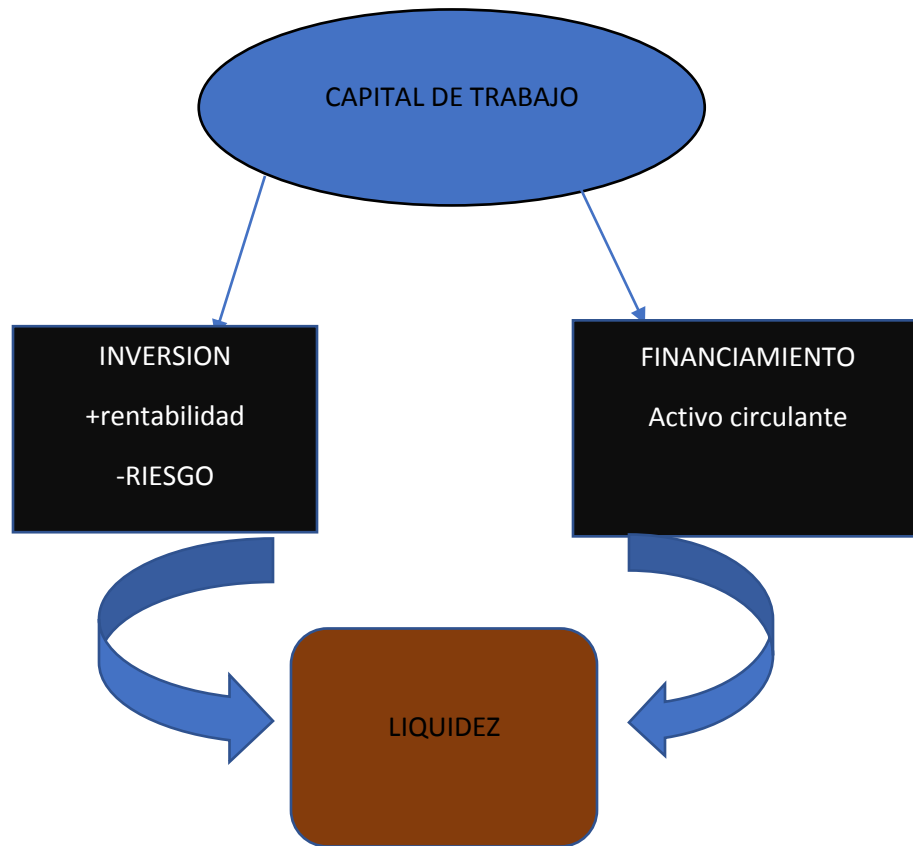 CAPITAL DE TRABAJO
INVERSION
+rentabilidad
-RIESGO
FINANCIAMIENTO
Activo circulante
LIQUIDEZ